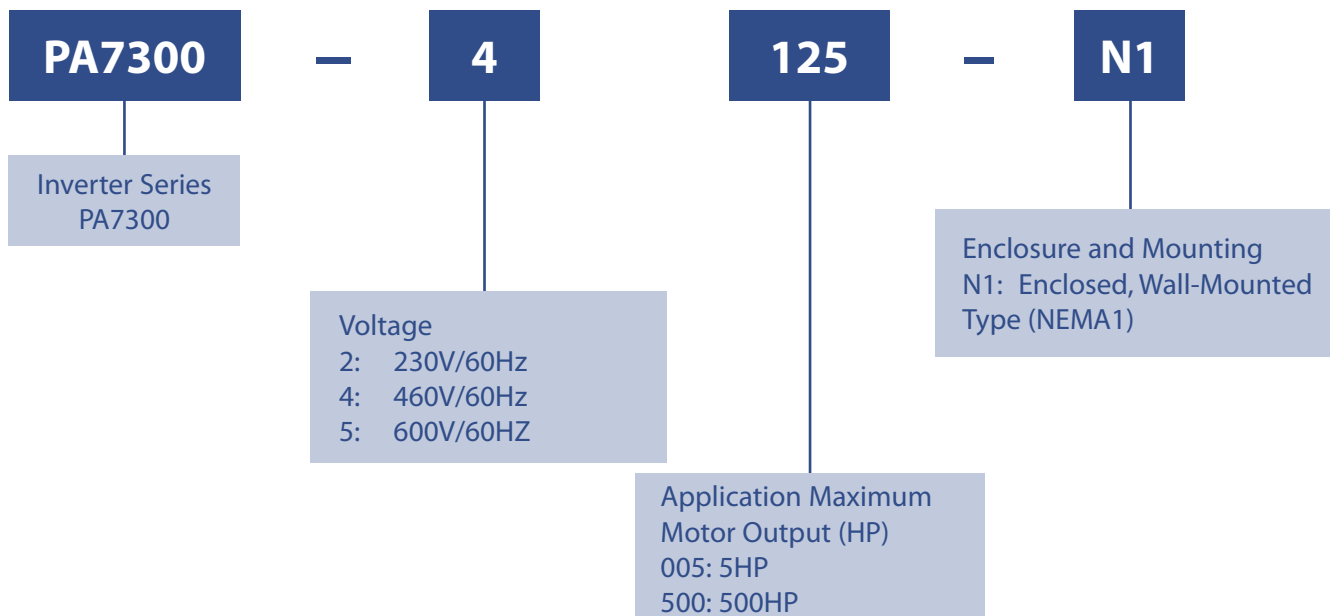 PA7300 – 4 125 – N1
Inverter Series
PA7300
Voltage
2: 230V/60Hz
4: 460V/60Hz
5: 600V/60HZ
Application Maximum
Motor Output (HP)
005: 5HP
500: 500HP
Enclosure and Mounting
N1: Enclosed, Wall-Mounted
Type (NEMA1)